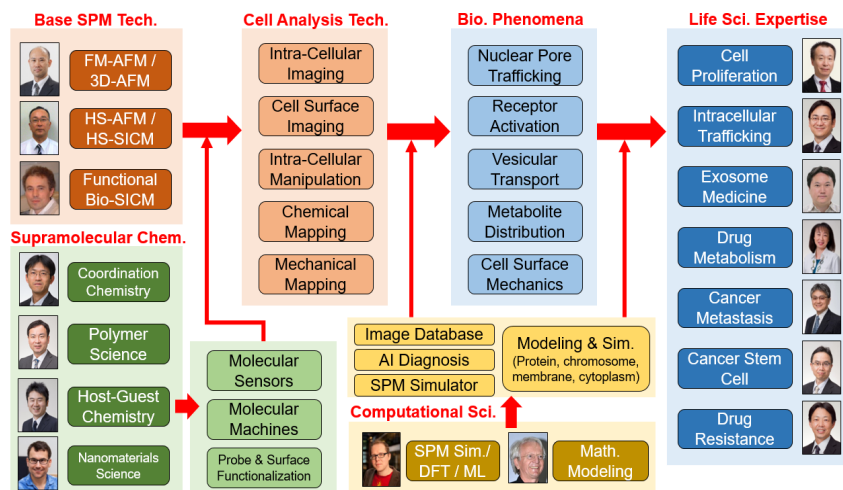 Base SPM Tech.
FM-AFM /
3D-AFM
HS-AFM /
HS-SICM
Functional
Bio-SICM
Supramolecular Chem.
Coordination
Chemistry
Polymer
Science
Host-Guest
Chemistry
Nanomaterials
Science
Molecular
Sensors
Molecular
Machines
Probe & Surface
Functionalization
Cell Analysis Tech.
Intra-Cellular
Imaging
Cell Surface
Imaging
Intra-Cellular
Manipulation
Chemical
Mapping
Mechanical
Mapping
Bio. Phenomena
Nuclear Pore
Trafficking
Receptor
Activation
Vesicular
Transport
Metabolite
Distribution
Cell Surface
Mechanics
Image Database
AI Diagnosis
SPM Simulator
Modeling & Sim.
(Protein, chromosome,
membrane, cytoplasm)
Computational Sci.
SPM Sim./
DFT / ML
Math.
Modeling
Life Sci. Expertise
Cell
Proliferation
Intracellular
Trafficking
Exosome
Medicine
Drug
Metabolism
Cancer
Metastasis
Cancer Stem
Cell
Drug
Resistance